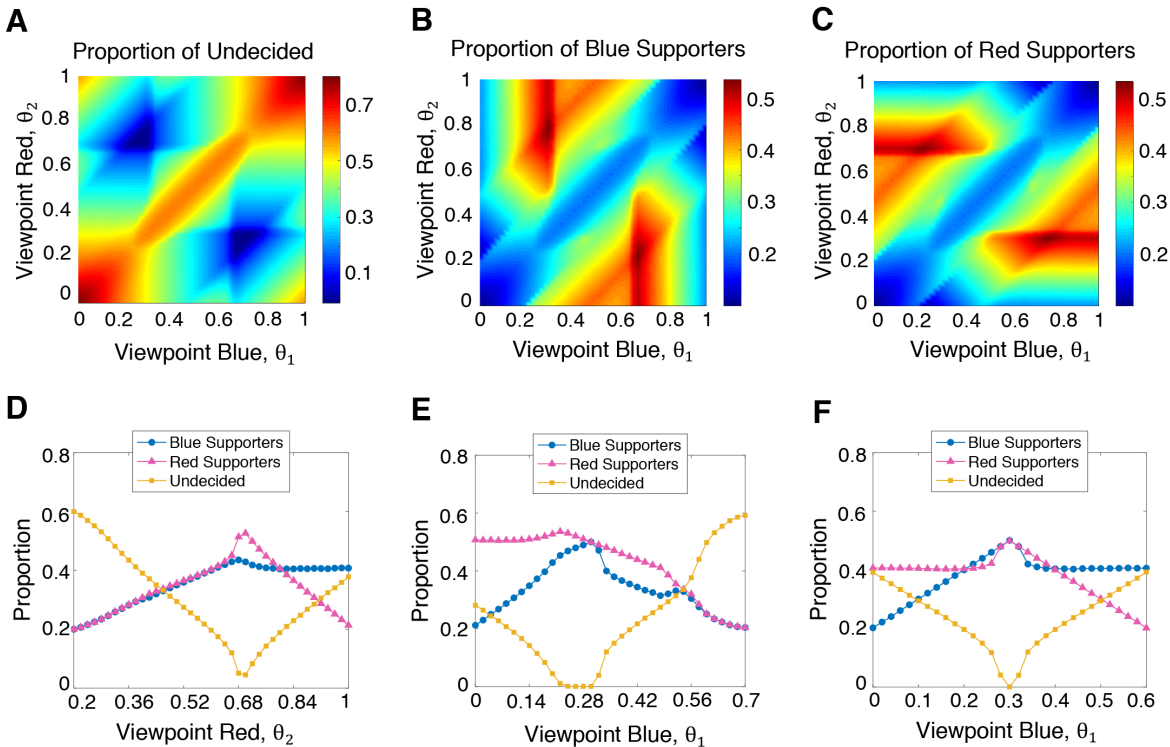 A
Proportion of Undecided
1
0.8
0.6
0.4
0.2
0
Viewpoint Red, θ2
0 0.2 0.4 0.6 0.8 1
Viewpoint Blue, θ1
0.7
0.5
0.3
0.1
B
Proportion of Blue Supporters
1
0.8
0.6
0.4
0.2
0
Viewpoint Red, θ2
0 0.2 0.4 0.6 0.8 1
Viewpoint Blue, θ1
0.5
0.4
0.3
0.2
C
Proportion of Red Supporters
1
0.8
0.6
0.4
0.2
0
Viewpoint Red, θ2
0 0.2 0.4 0.6 0.8 1
Viewpoint Blue, θ1
0.5
0.4
0.3
0.2
D
Blue Supporters
Red Supporters
Undecided
0.8
0.6
0.4
0.2
0
Proportion
0.2 0.36 0.52 0.68 0.84 1
Viewpoint Red, θ2
E
Blue Supporters
Red Supporters
Undecided
0.8
0.6
0.4
0.2
0
Proportion
0 0.14 0.28 0.42 0.56 0.7
Viewpoint Blue, θ1
F
Blue Supporters
Red Supporters
Undecided
0.8
0.6
0.4
0.2
0
Proportion
0 0.1 0.2 0.3 0.4 0.5 0.6
Viewpoint Blue, θ1